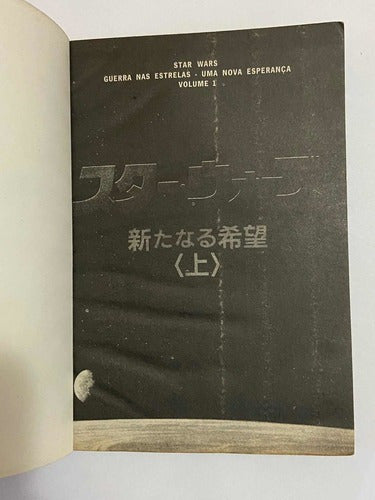 STAR WARS
GUERRA NAS ESTRELAS - UMA NOVA ESPERANÇA
VOLUME 1
スター・ウォーズ
新たなる希望
〈上〉